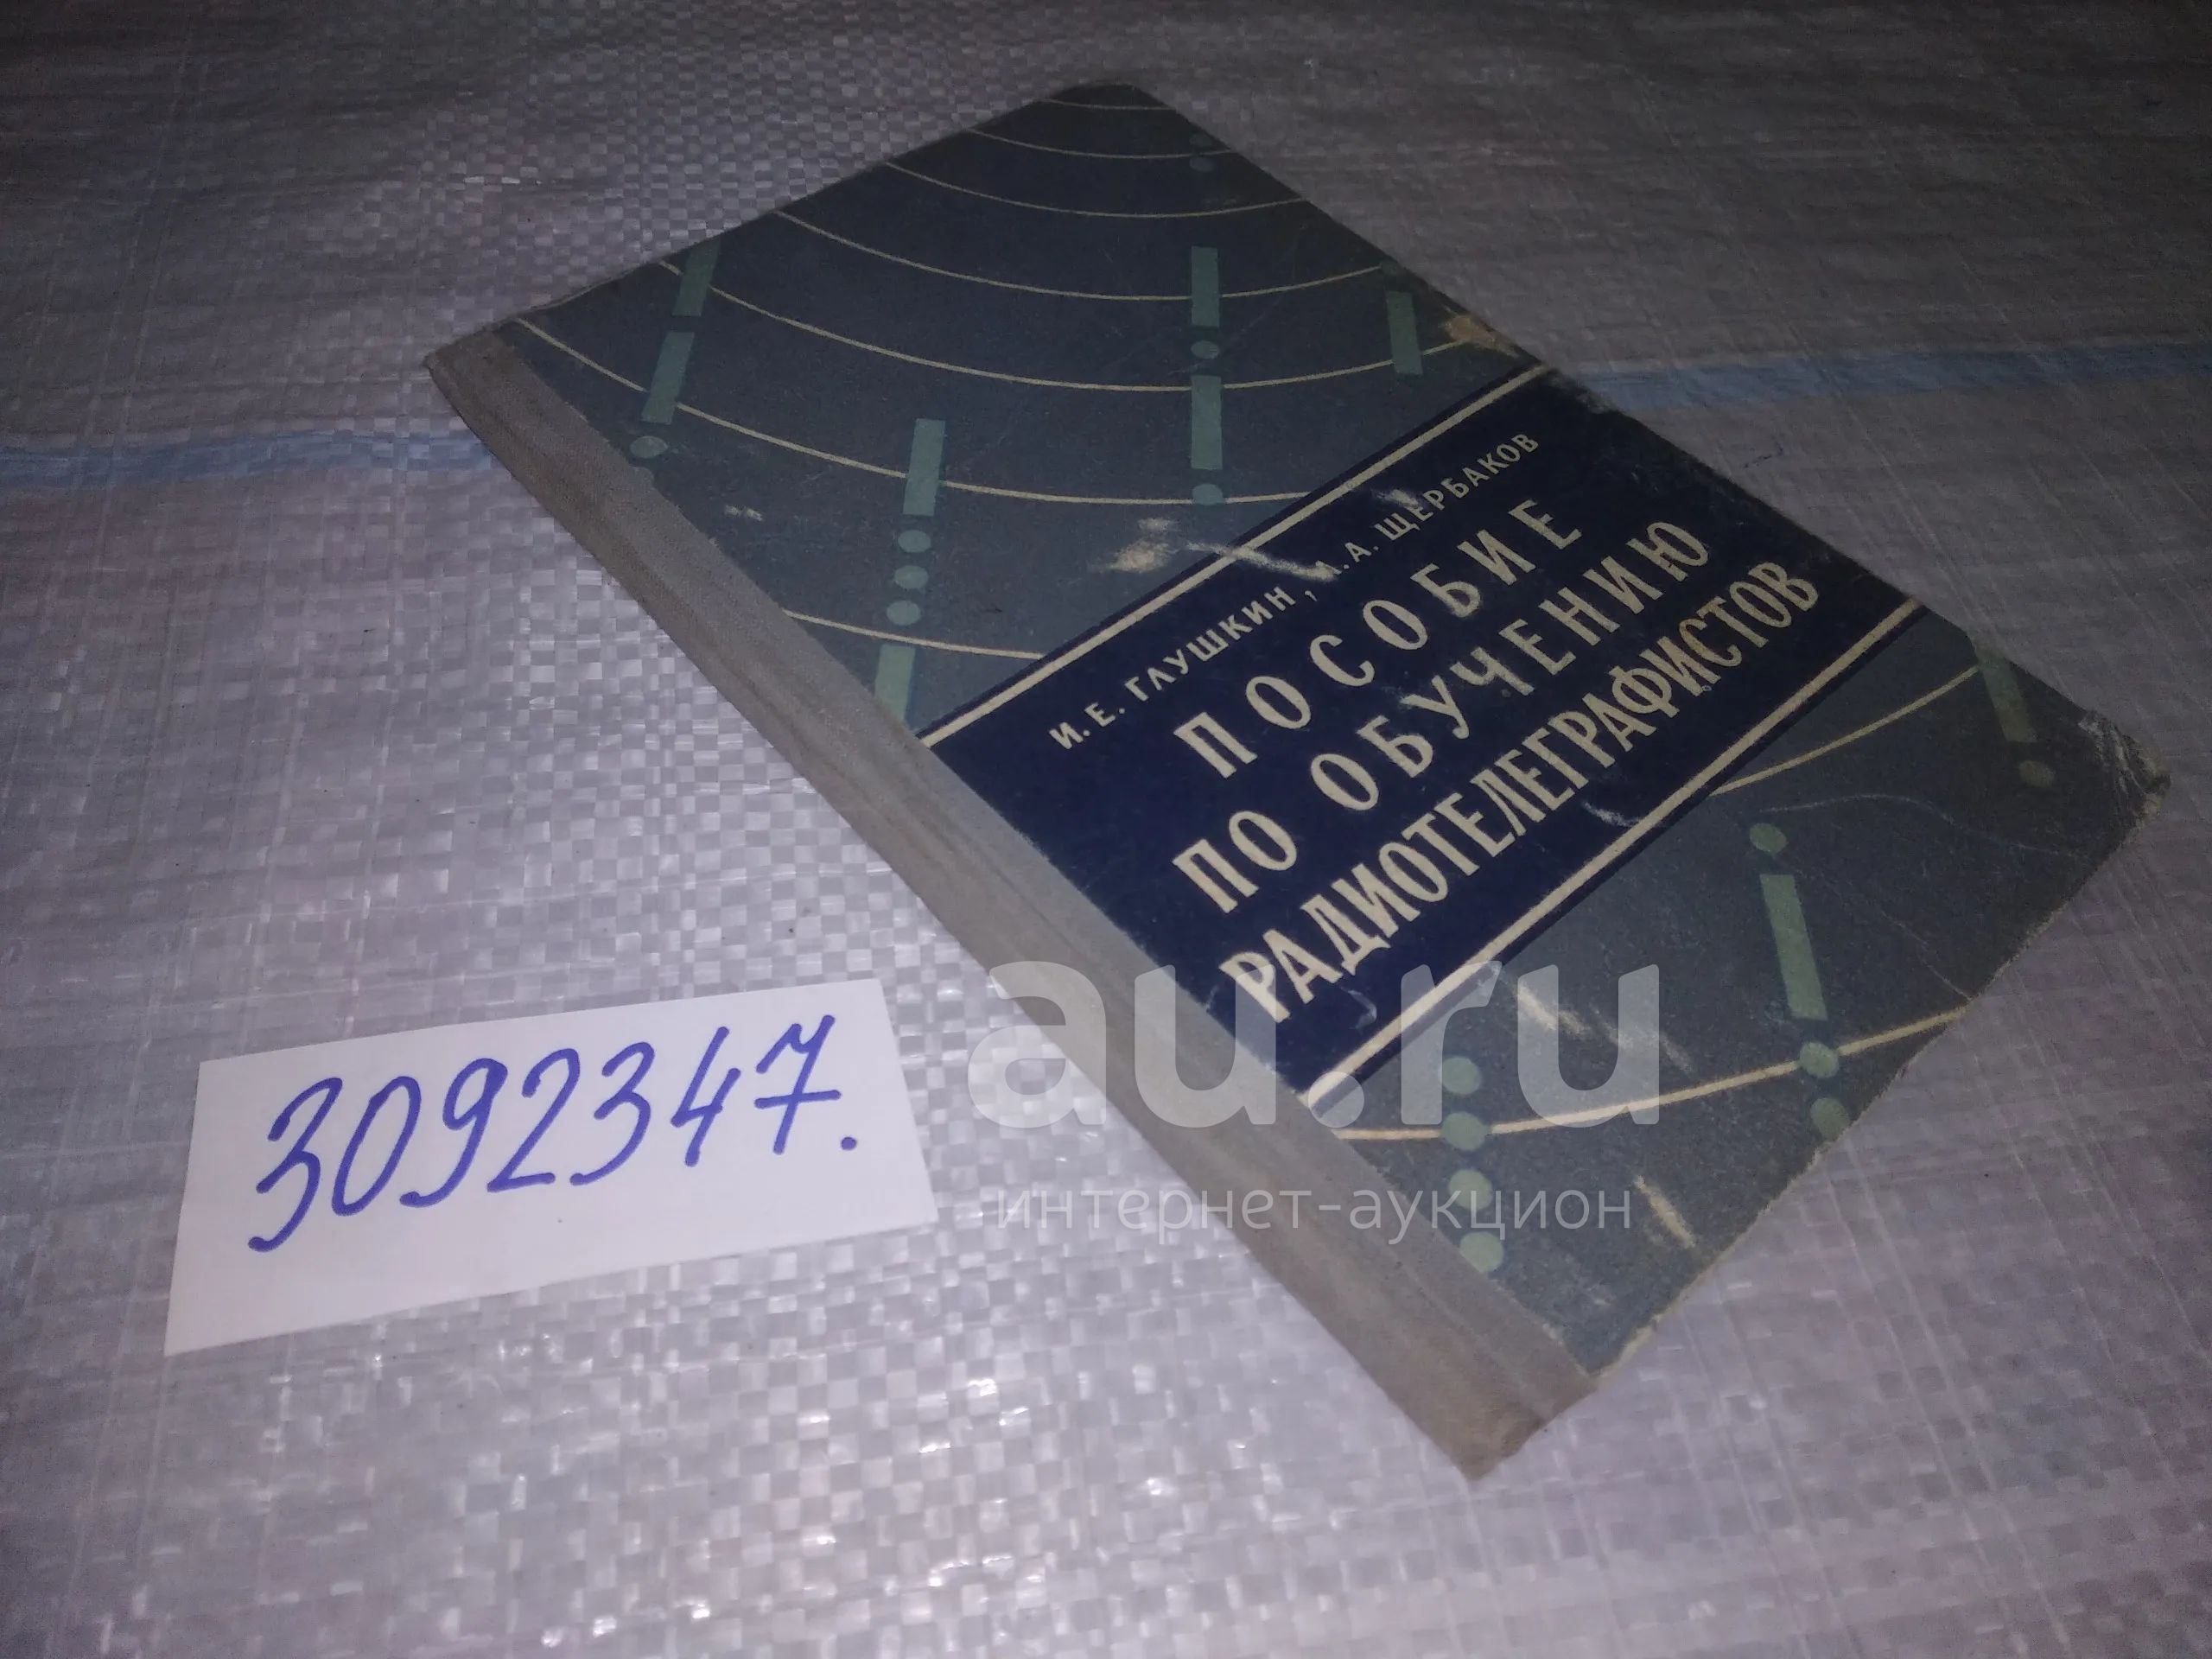 И. Е. ГЛУШКИН, И. А. ЩЕРБАКОВ
ПОСОБИЕ
ПО ОБУЧЕНИЮ
РАДИОТЕЛЕГРАФИСТОВ
3092347.
au.ru
интернет-аукцион